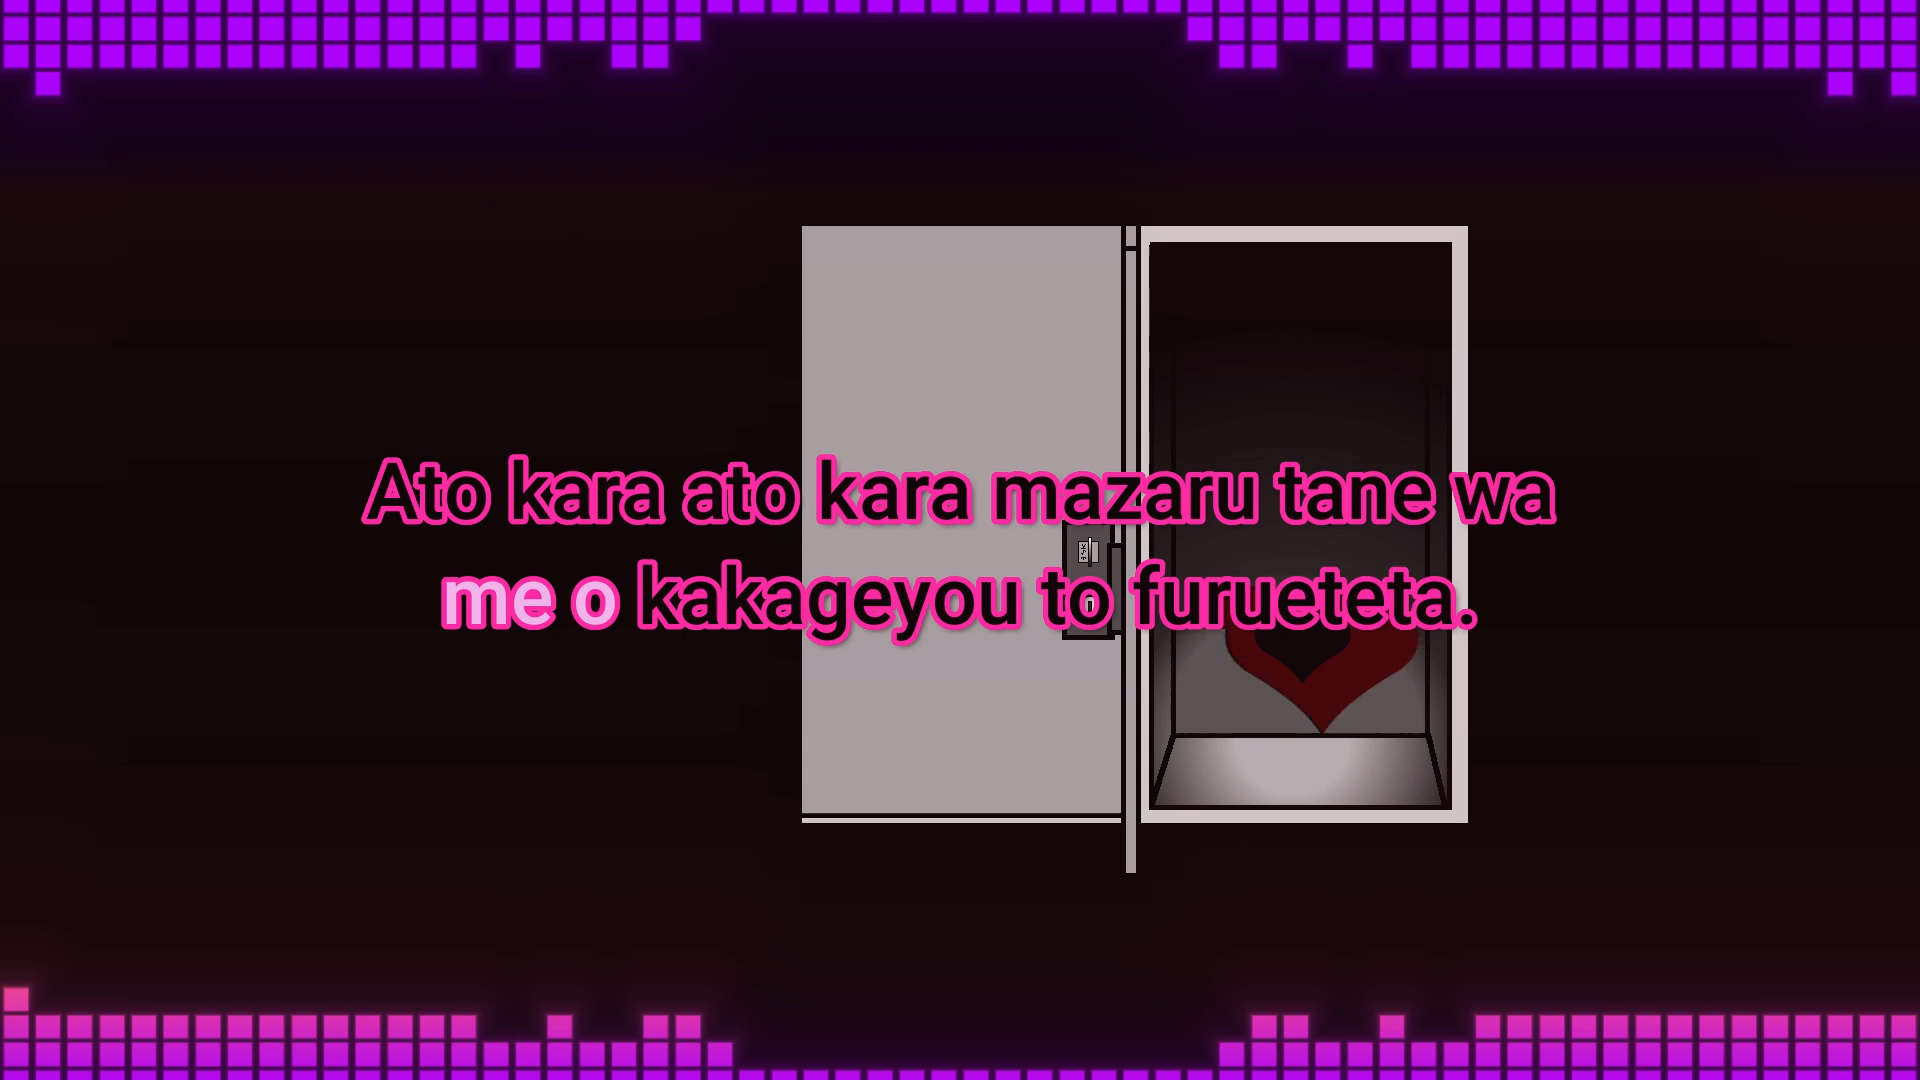 Ato kara ato kara mazaru tane wa
me o kakageyou to furueteta.